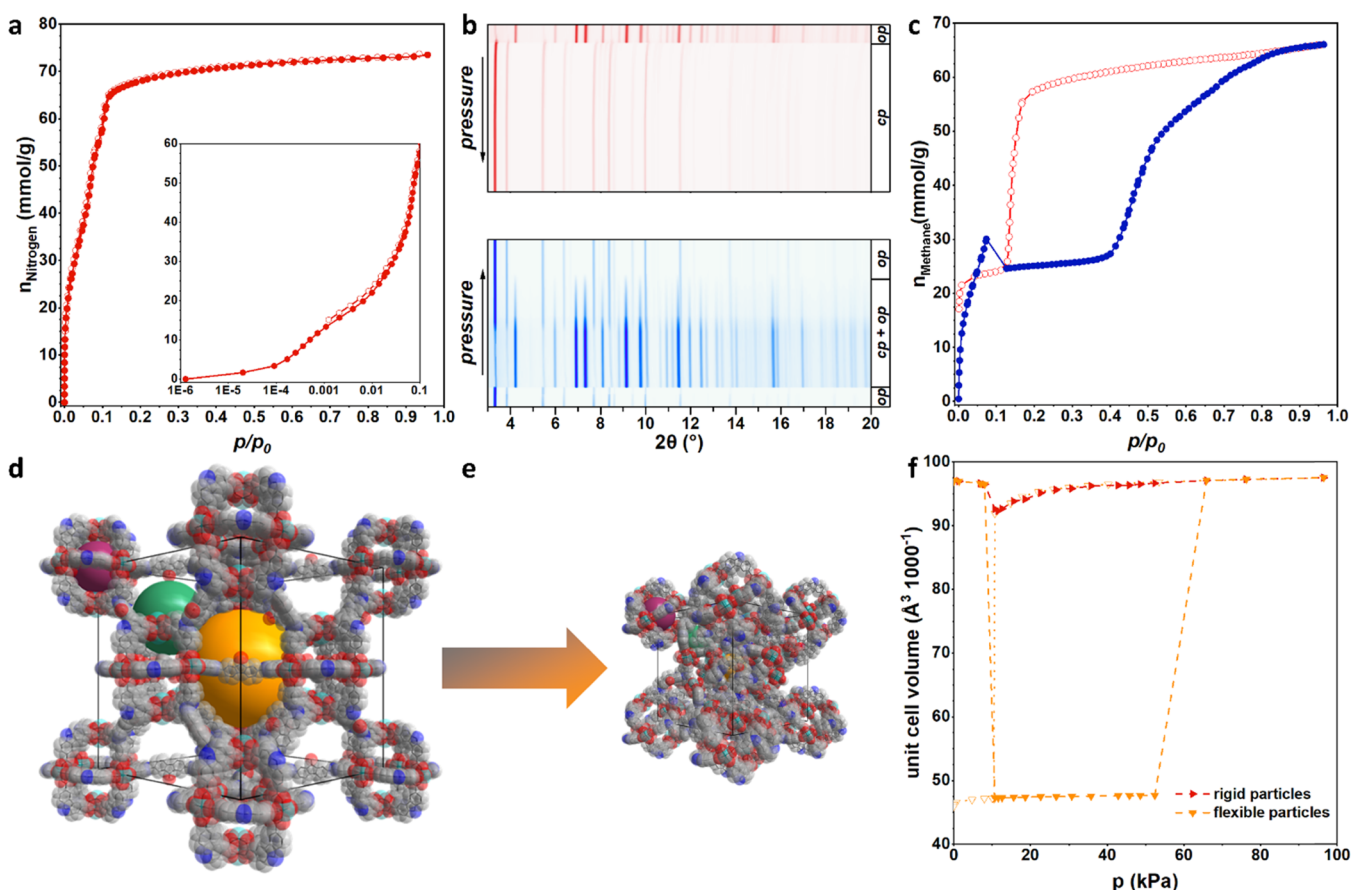 a
n Nitrogen (mmol/g)
80
70
60
50
40
30
20
10
0
0.0 0.1 0.2 0.3 0.4 0.5 0.6 0.7 0.8 0.9 1.0
p/p0
60
50
40
30
20
10
0
1E-6 1E-5 1E-4 0.001 0.01 0.1
b
pressure
op
cp
pressure
cp
cp + op
op
4 6 8 10 12 14 16 18 20
2θ (°)
c
nMethane(mmol/g)
70
60
50
40
30
20
10
0
0.0 0.1 0.2 0.3 0.4 0.5 0.6 0.7 0.8 0.9 1.0
p/p0
d
e
f
unit cell volume (Å3 1000-1)
100
90
80
70
60
50
40
0 20 40 60 80 100
p (kPa)
rigid particles
flexible particles